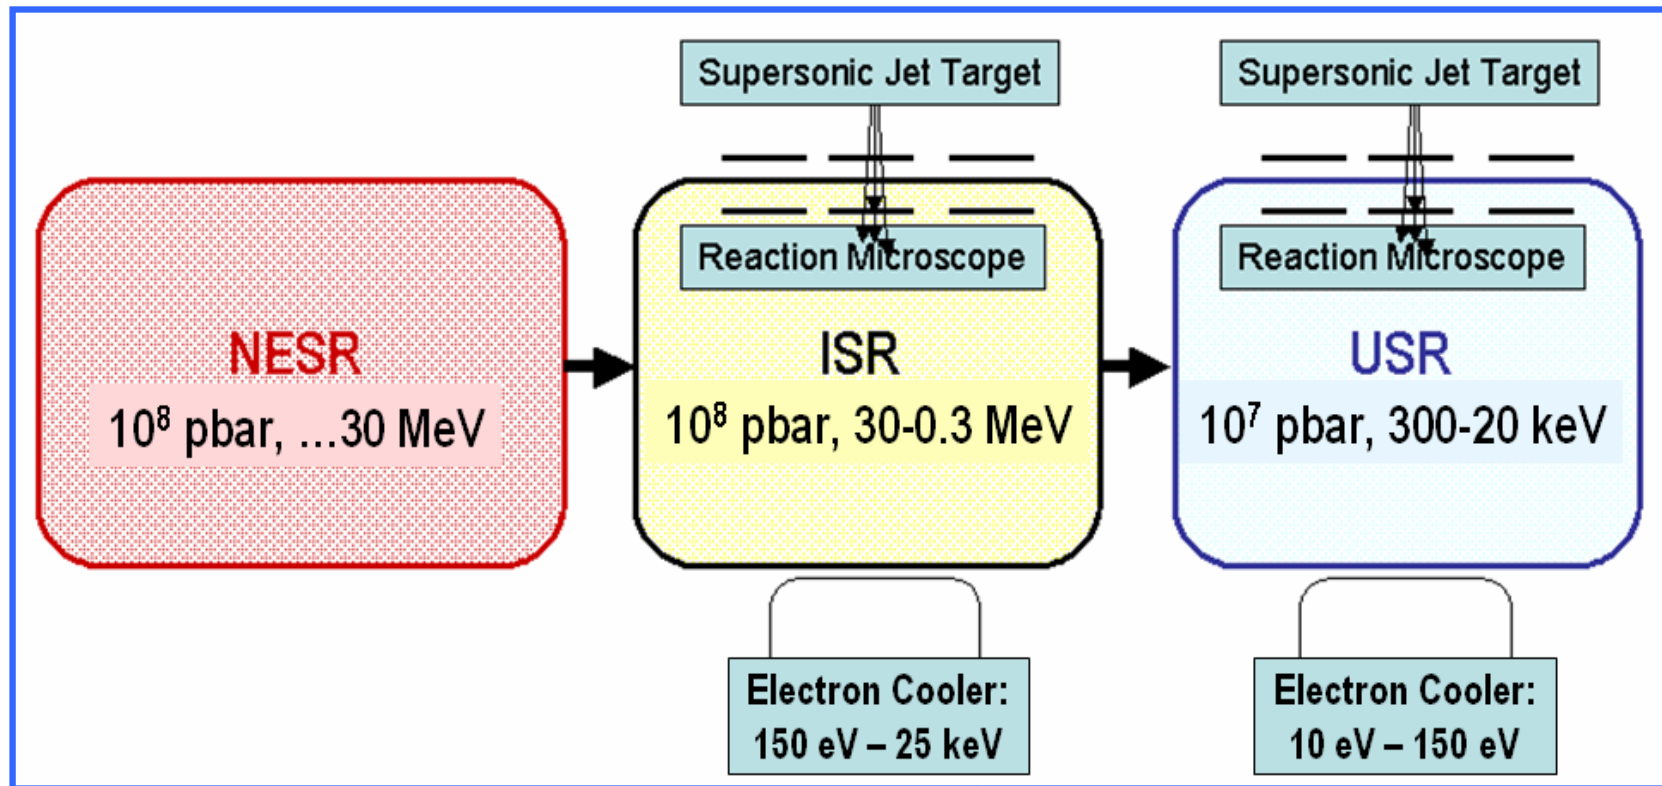 Supersonic Jet Target
Supersonic Jet Target
Reaction Microscope
Reaction Microscope
NESR
10⁸ pbar, ...30 MeV
ISR
10⁸ pbar, 30-0.3 MeV
USR
10⁷ pbar, 300-20 keV
Electron Cooler:
150 eV – 25 keV
Electron Cooler:
10 eV – 150 eV